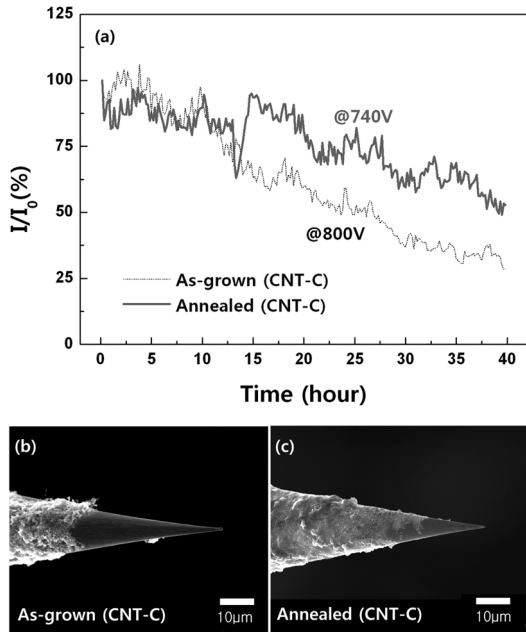 (a)
125
100
75
50
25
0
I/I₀(%)
@740V
@800V
As-grown (CNT-C)
Annealed (CNT-C)
0 5 10 15 20 25 30 35 40
Time (hour)
(b)
As-grown (CNT-C)
10μm
(c)
Annealed (CNT-C)
10μm